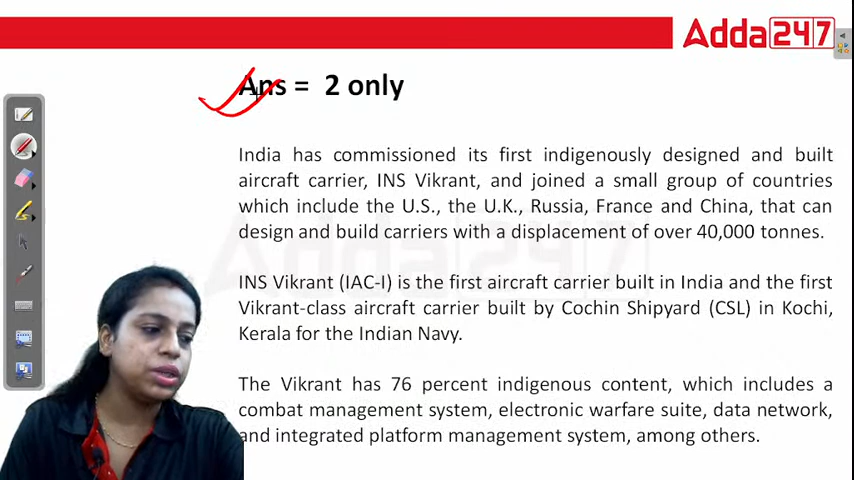 Adda247
Ans = 2 only
India has commissioned its first indigenously designed and built
aircraft carrier, INS Vikrant, and joined a small group of countries
which include the U.S., the U.K., Russia, France and China, that can
design and build carriers with a displacement of over 40,000 tonnes.
INS Vikrant (IAC-I) is the first aircraft carrier built in India and the first
Vikrant-class aircraft carrier built by Cochin Shipyard (CSL) in Kochi,
Kerala for the Indian Navy.
The Vikrant has 76 percent indigenous content, which includes a
combat management system, electronic warfare suite, data network,
and integrated platform management system, among others.